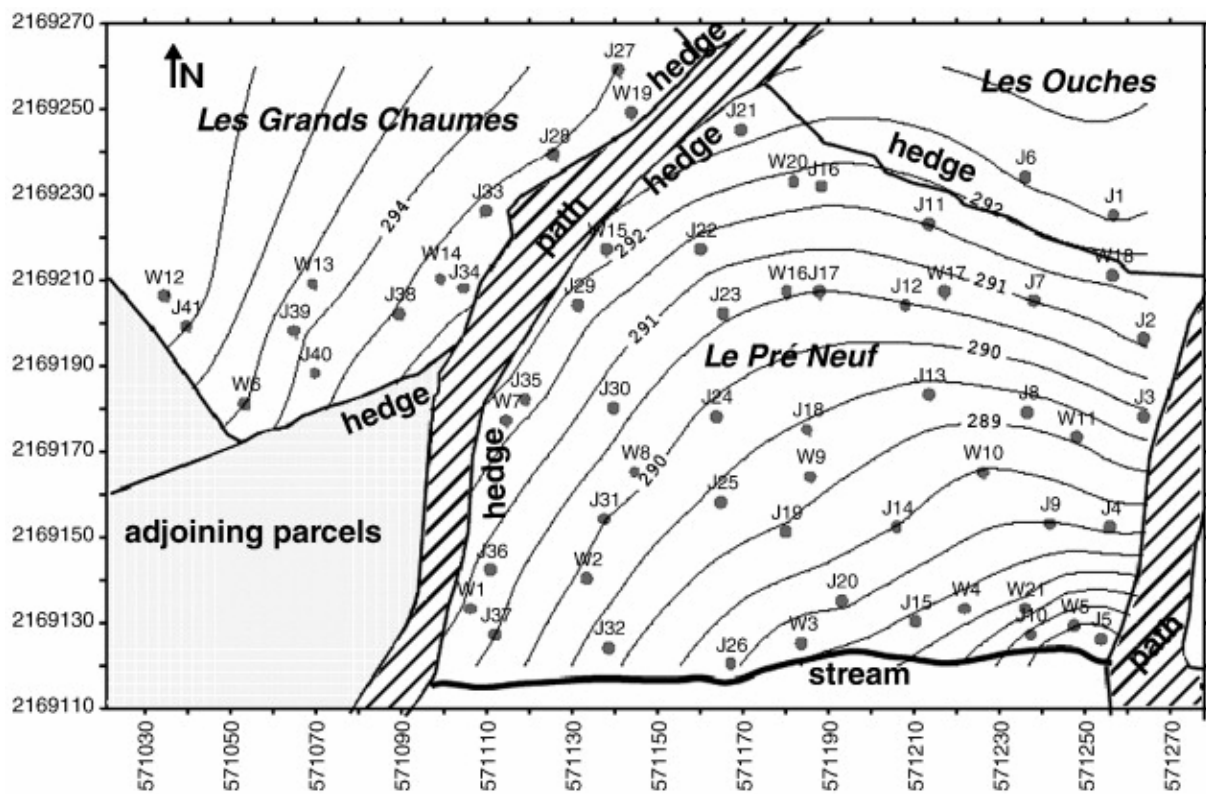 2169270
2169250
2169230
2169210
2169190
2169170
2169150
2169130
2169110
N
Les Grands Chaumes
Les Ouches
Le Pré Neuf
adjoining parcels
stream
hedge
hedge
hedge
hedge
hedge
path
path
J27
W19
J21
J28
W20
J16
J6
J1
J33
J11
W15
J22
W18
W12
W13
W14
J34
J41
J39
J38
J29
W16
J17
J12
W17
J7
J23
J2
J40
W6
J35
W7
J30
J24
J18
J13
J8
W11
J3
W8
W9
W10
J31
J25
J19
J14
J9
J4
J36
W2
W1
J37
J20
J15
W4
W21
W5
J10
J5
J32
J26
W3
294
292
292
291
291
290
290
289
571030
571050
571070
571090
571110
571130
571150
571170
571190
571210
571230
571250
571270